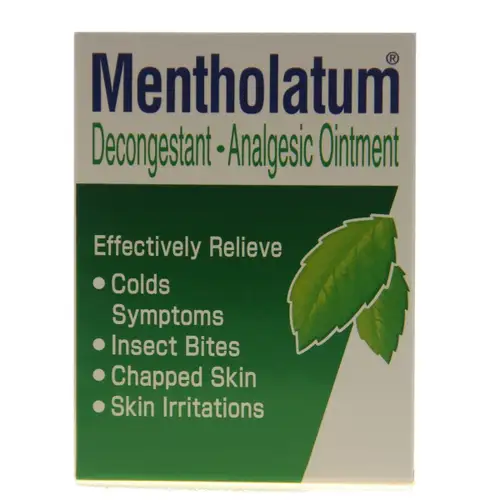 Mentholatum®
Decongestant • Analgesic Ointment
Effectively Relieve
• Colds
Symptoms
• Insect Bites
• Chapped Skin
• Skin Irritations